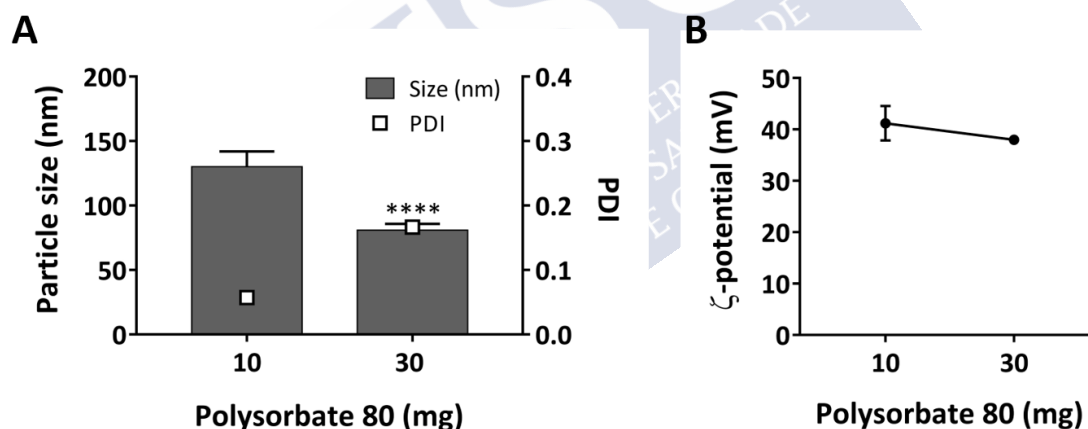 A
200
150
100
50
0
Particle size (nm)
Size (nm)
PDI
****
0.4
0.3
0.2
0.1
0.0
PDI
10
30
Polysorbate 80 (mg)
B
50
40
30
20
10
0
ζ-potential (mV)
10
30
Polysorbate 80 (mg)